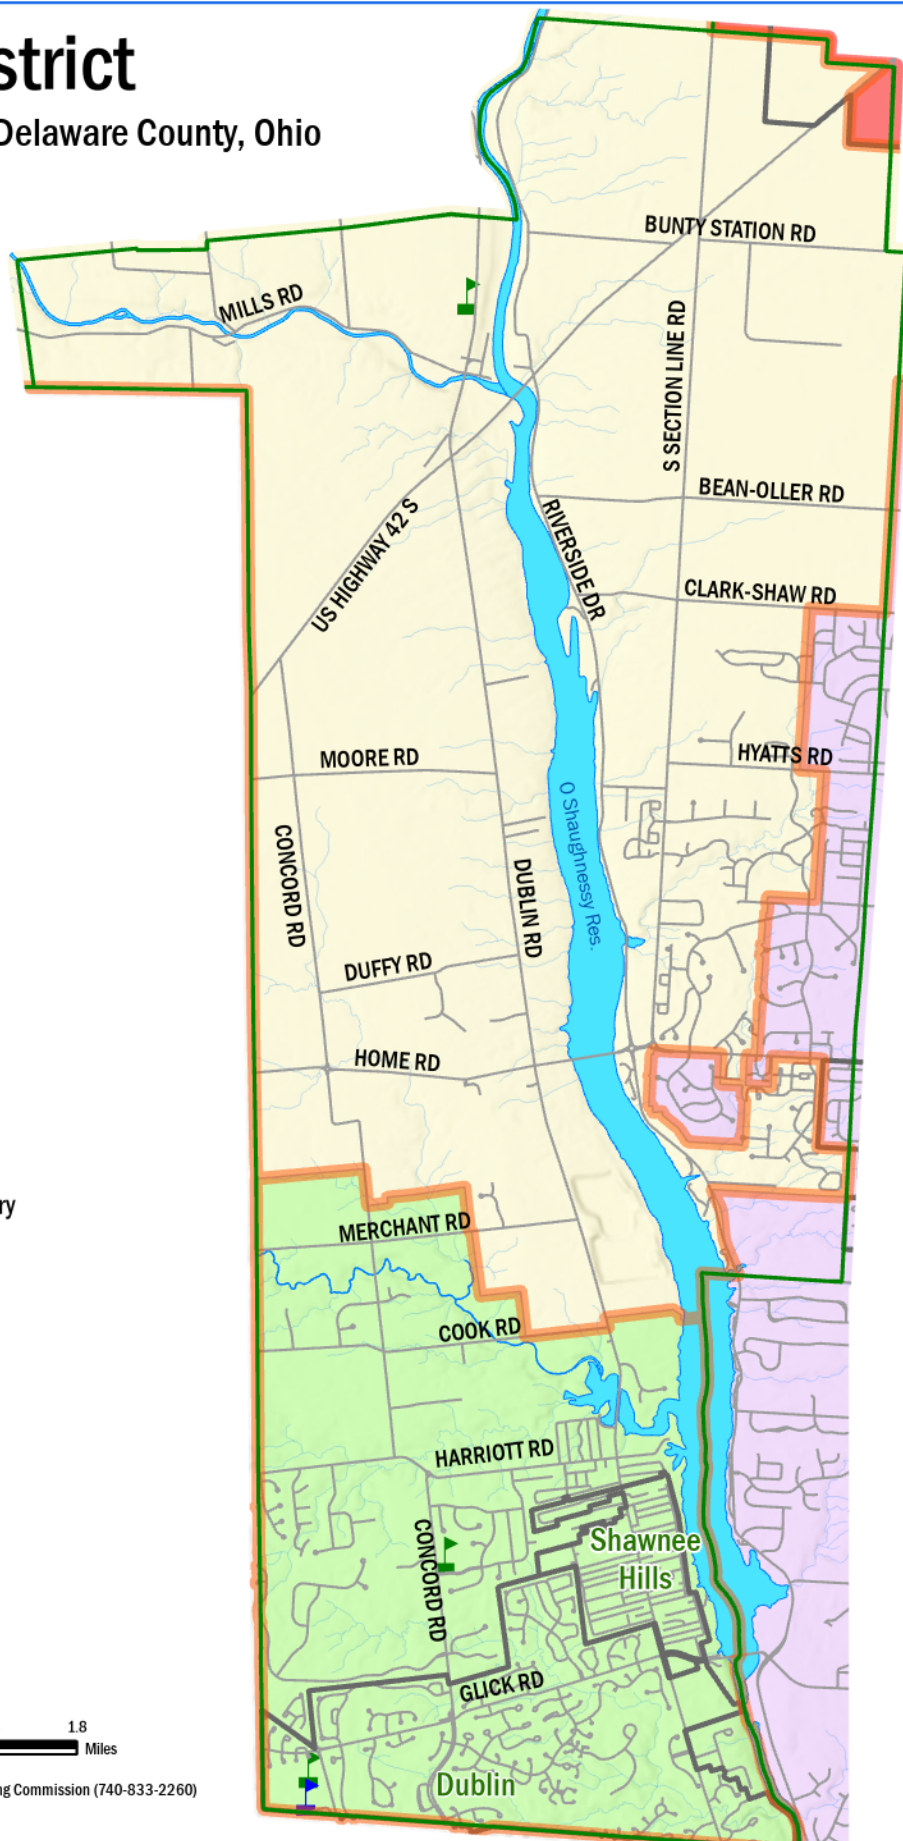 strict
Delaware County, Ohio
BUNTY STATION RD
MILLS RD
S SECTION LINE RD
BEAN-OLLER RD
US HIGHWAY 42 S
RIVERSIDE DR
CLARK-SHAW RD
MOORE RD
HYATTS RD
O Shaughnessy Res.
CONCORD RD
DUBLIN RD
DUFFY RD
HOME RD
ry
MERCHANT RD
COOK RD
HARRIOTT RD
CONCORD RD
Shawnee
Hills
GLICK RD
1.8
Miles
Dublin
ng Commission (740-833-2260)